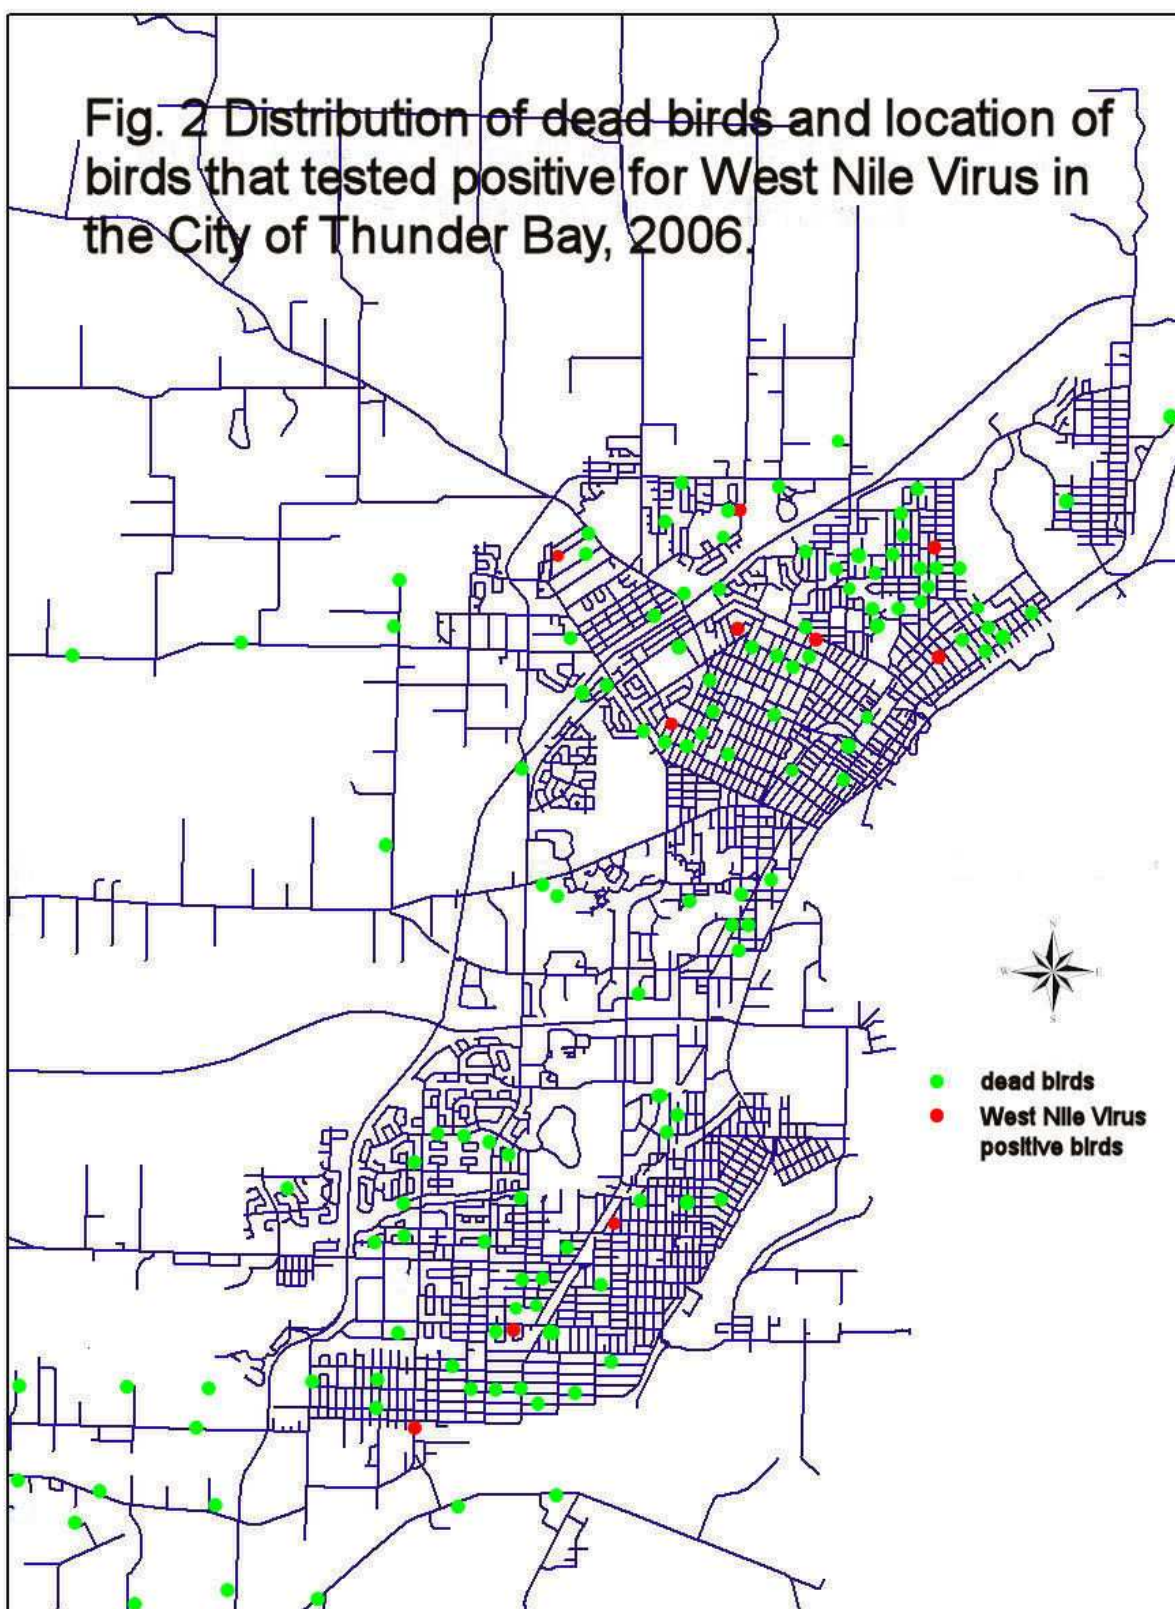 Fig. 2 Distribution of dead birds and location of
birds that tested positive for West Nile Virus in
the City of Thunder Bay, 2006.
N
W
E
S
dead birds
West Nile Virus
positive birds